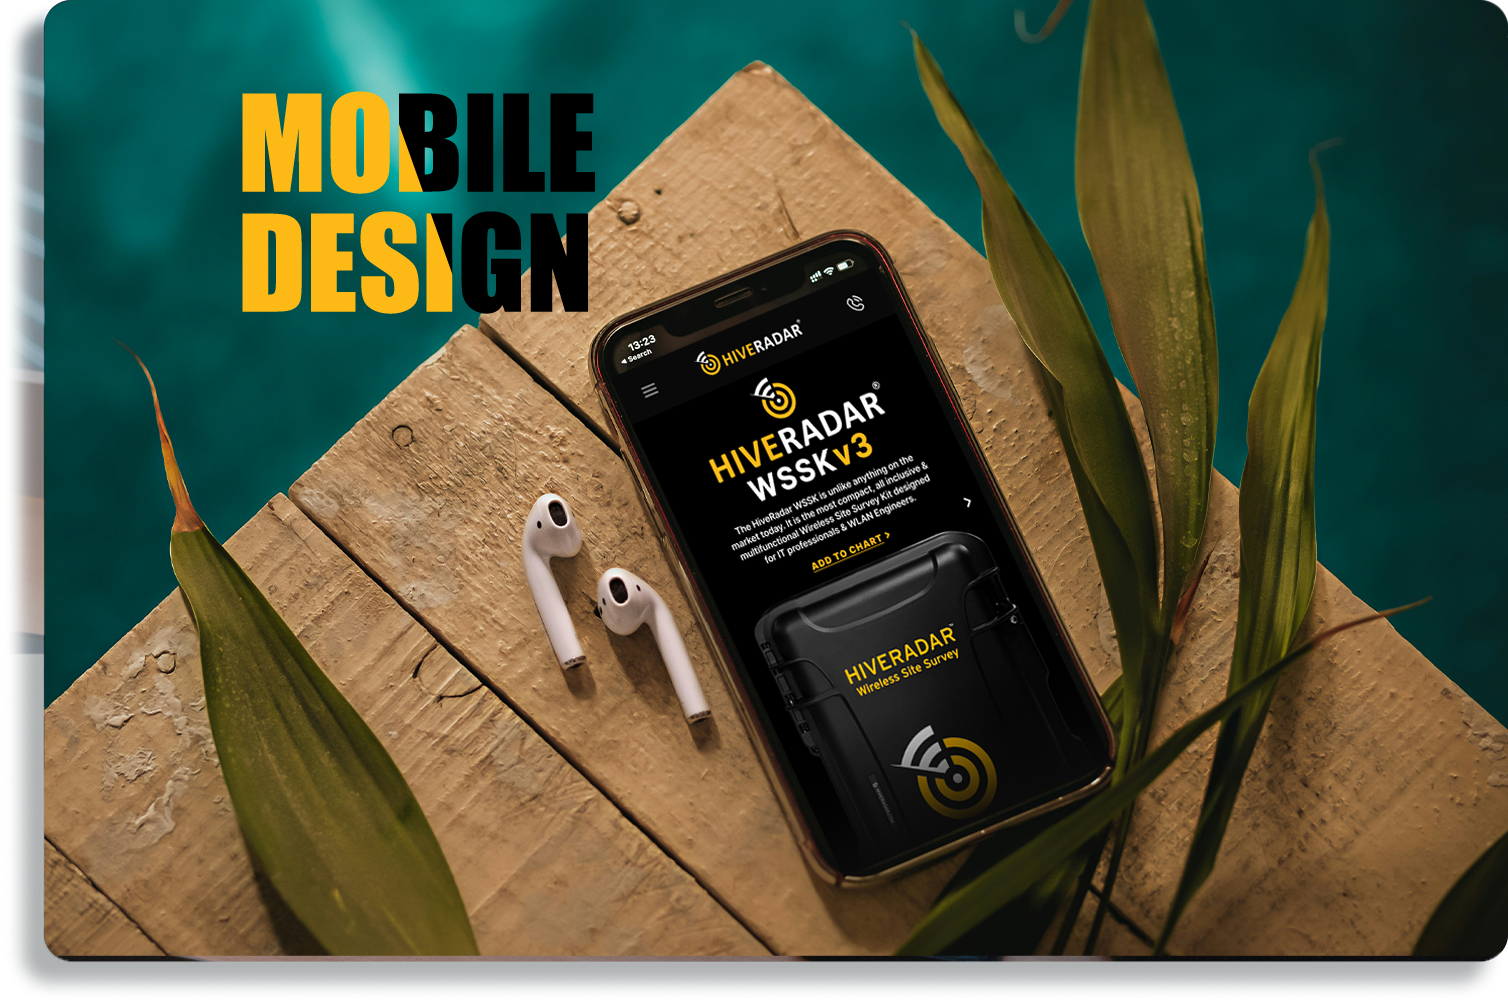 MOBILE
DESIGN
13:23
◀ Search
HIVERADAR®
HIVERADAR®
WSSKv3
The HiveRadar WSSK is unlike anything on the
market today. It is the most compact, all inclusive &
multifunctional Wireless Site Survey Kit designed
for IT professionals & WLAN Engineers.
ADD TO CHART >
HIVERADAR™
Wireless Site Survey